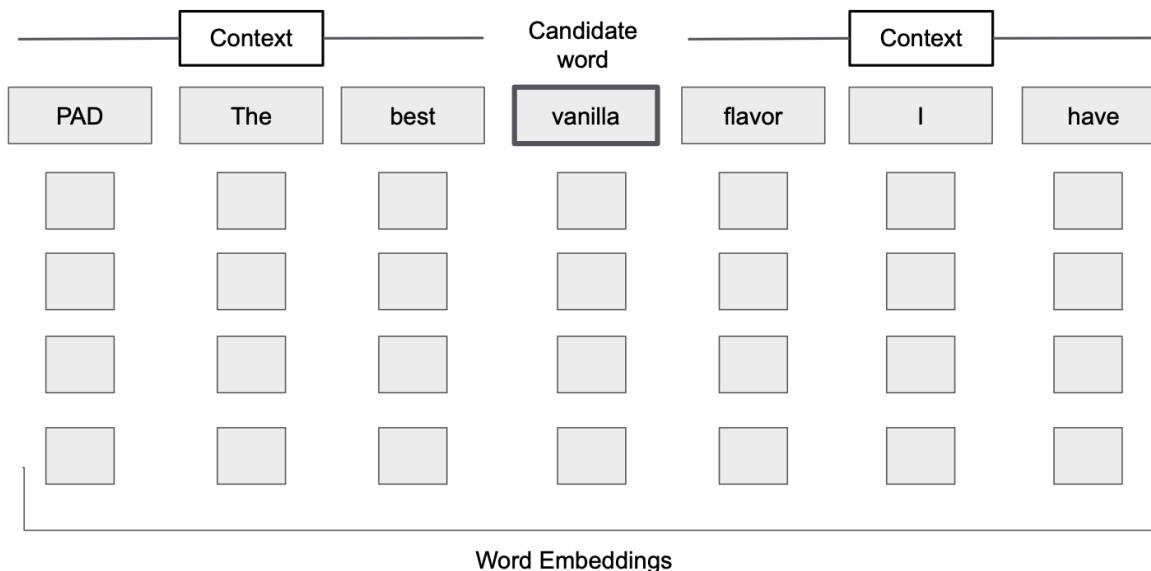 Context
Candidate
word
Context
PAD
The
best
vanilla
flavor
I
have
Word Embeddings